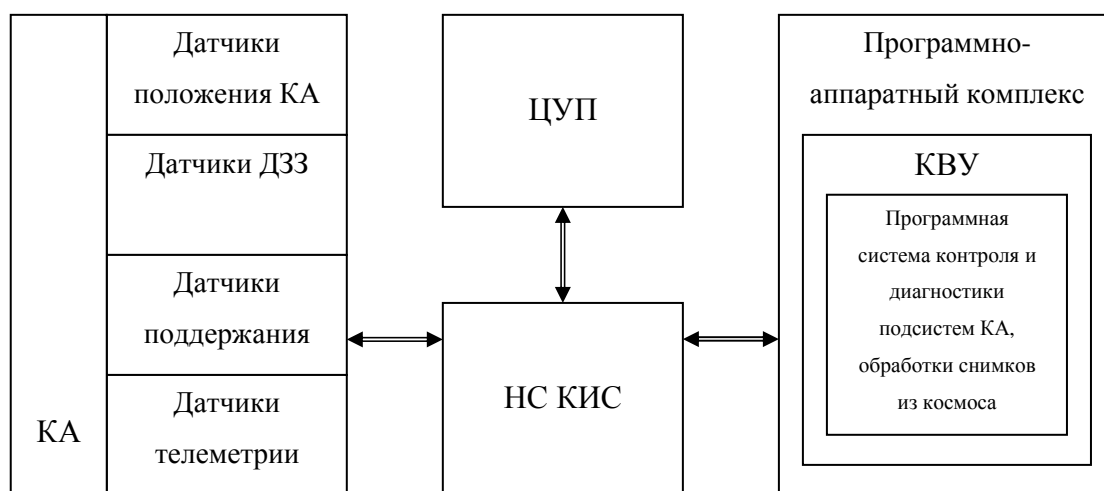 КА
Датчики
положения КА
Датчики ДЗЗ
Датчики
поддержания
Датчики
телеметрии
ЦУП
НС КИС
Программно-
аппаратный комплекс
КВУ
Программная
система контроля и
диагностики
подсистем КА,
обработки снимков
из космоса